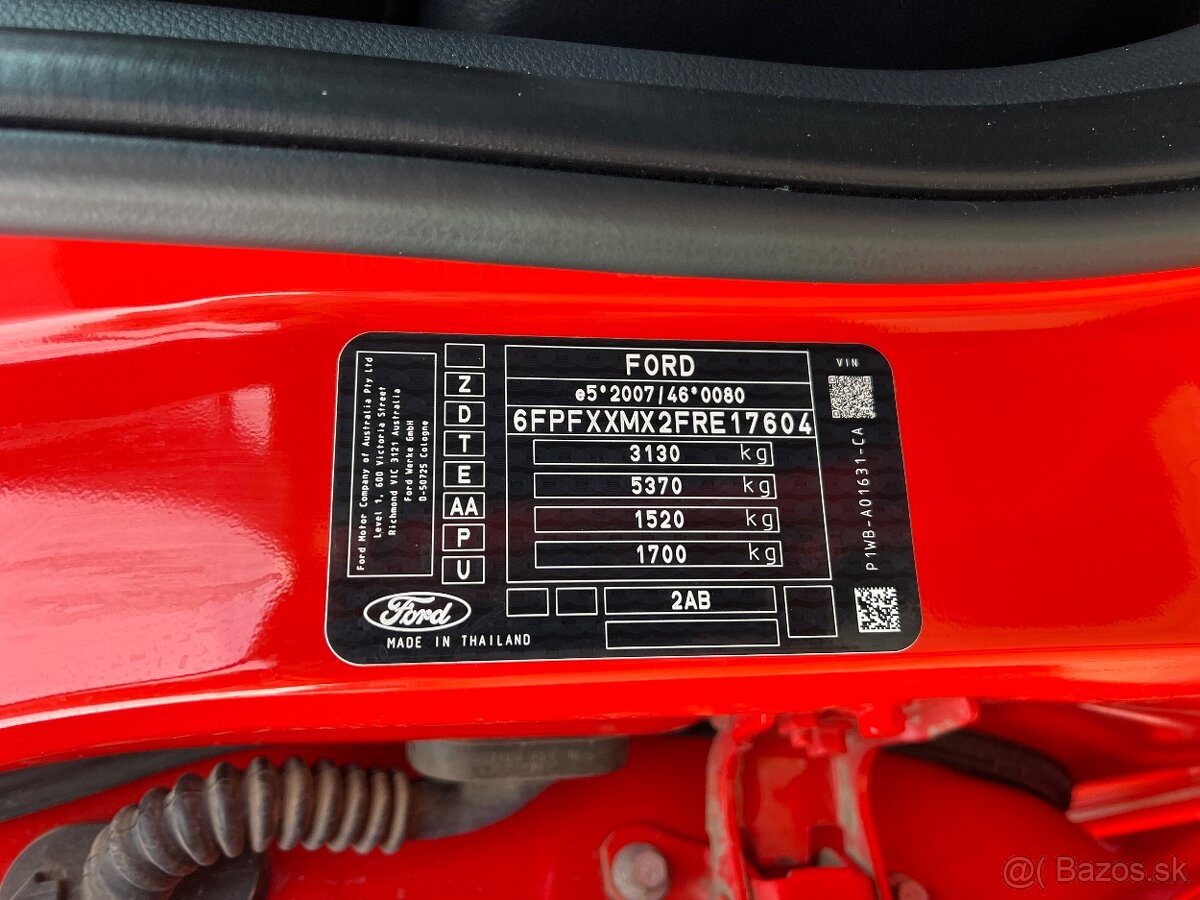 Ford Motor Company of Australia Pty Ltd
Level 1, 600 Victoria Street
Richmond VIC 3121 Australia
Ford Werke GmbH
D-50725 Cologne
Z
D
T
E
AA
P
U
FORD
e5*2007/46*0080
6FPFXXMX2FRE17604
3130 kg
5370 kg
1520 kg
1700 kg
2AB
VIN
P1WB-A01631-CA
Ford
MADE IN THAILAND
@( Bazos.sk